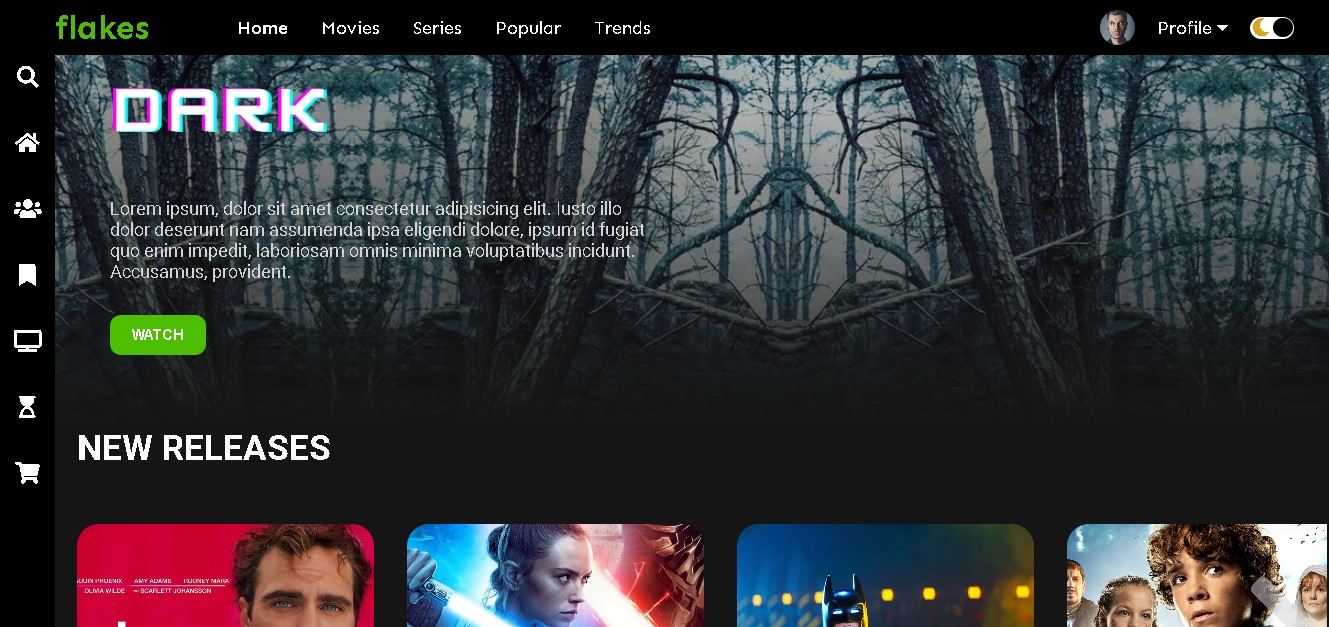 flakes
Home Movies Series Popular Trends
Profile
DARK
Lorem ipsum, dolor sit amet consectetur adipisicing elit. Iusto illo
dolor deserunt nam assumenda ipsa eligendi dolore, ipsum id fugiat
quo enim impedit, laboriosam omnis minima voluptatibus incidunt.
Accusamus, provident.
WATCH
NEW RELEASES
AMY ADAMS ROONEY MARA
OLIVIA WILDE AND SCARLETT JOHANSSON